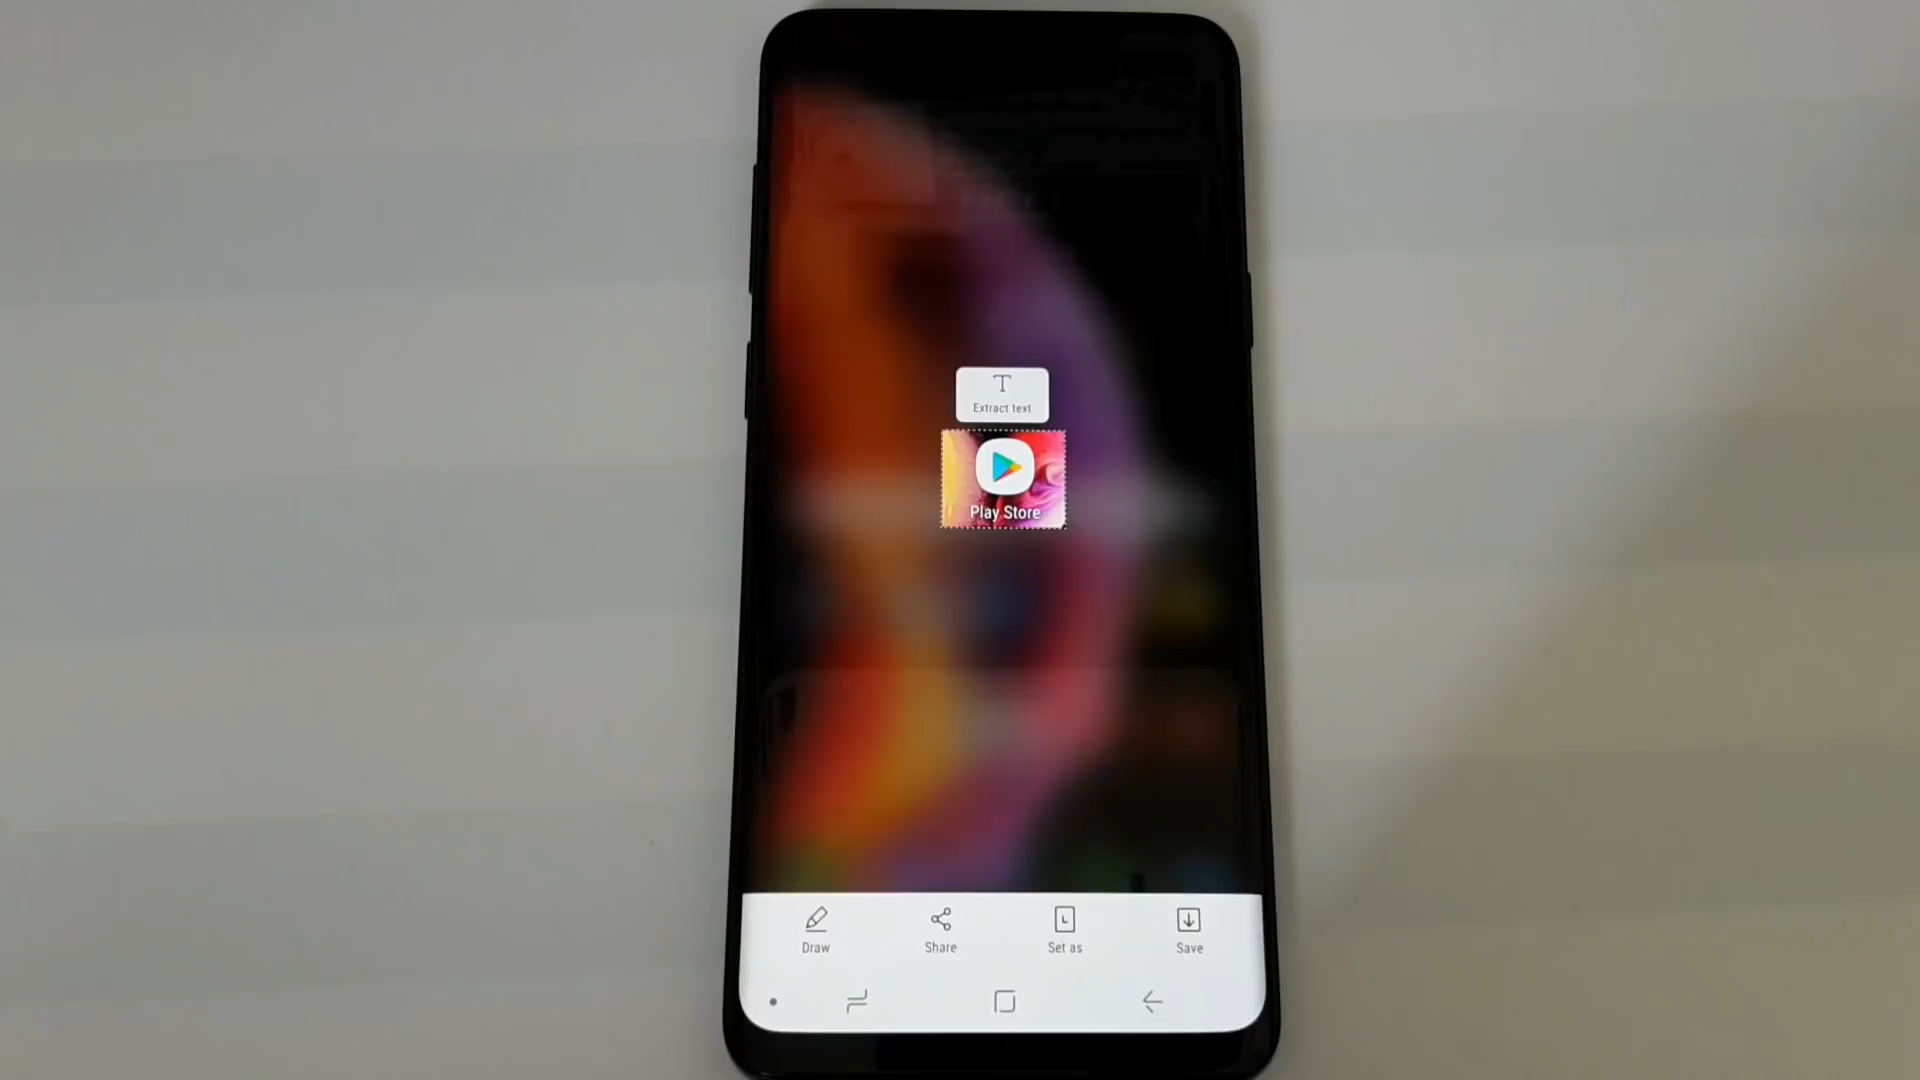 T
Extract text
Play Store
Draw
Share
Set as
Save